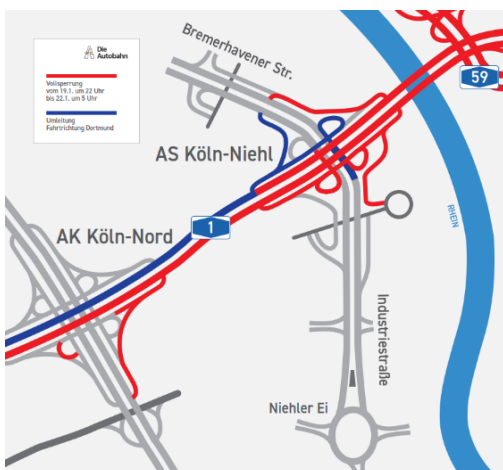 Die
Autobahn
Vollsperrung
vom 19.1. um 22 Uhr
bis 22.1. um 5 Uhr
Umleitung
Fahrtrichtung Dortmund
Bremerhavener Str.
59
AS Köln-Niehl
1
AK Köln-Nord
RHEIN
Industriestraße
Niehler Ei